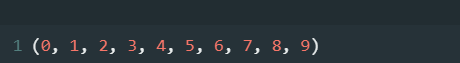 1 (0, 1, 2, 3, 4, 5, 6, 7, 8, 9)